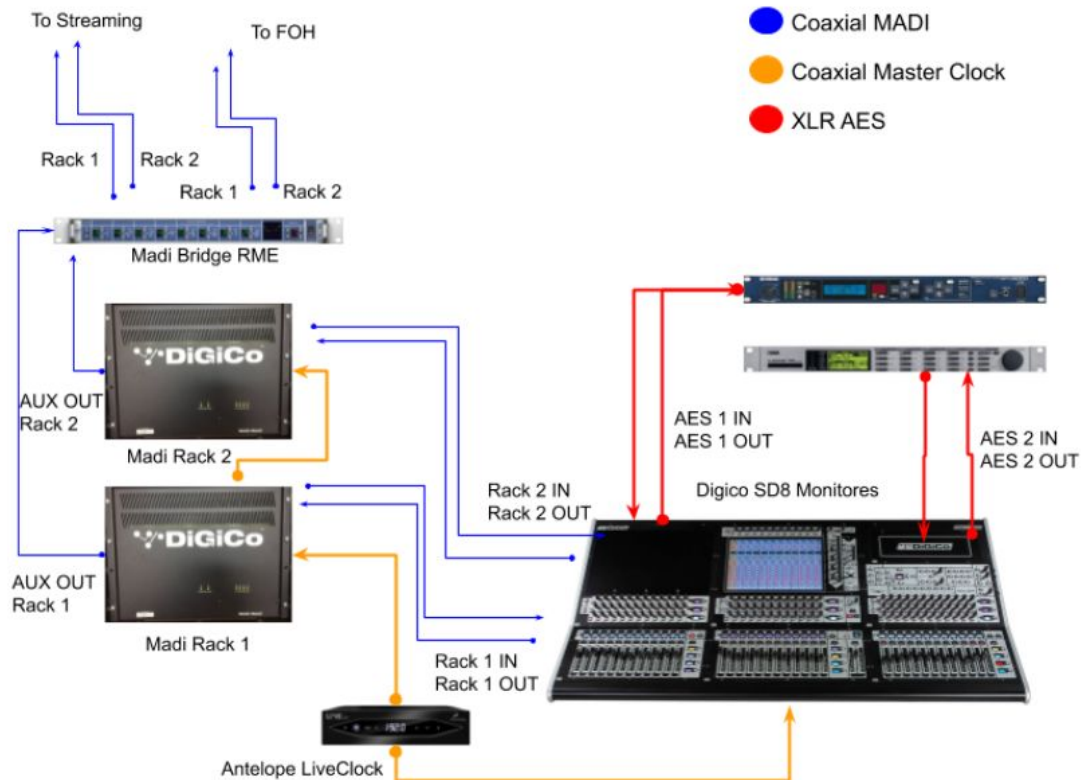 To Streaming
To FOH
Coaxial MADI
Coaxial Master Clock
XLR AES
Rack 1
Rack 2
Rack 1
Rack 2
Madi Bridge RME
DiGiCo
AUX OUT
Rack 2
Madi Rack 2
DiGiCo
AUX OUT
Rack 1
Madi Rack 1
AES 1 IN
AES 1 OUT
AES 2 IN
AES 2 OUT
Rack 2 IN
Rack 2 OUT
Digico SD8 Monitores
DiGiCo
Rack 1 IN
Rack 1 OUT
192.0
Antelope LiveClock